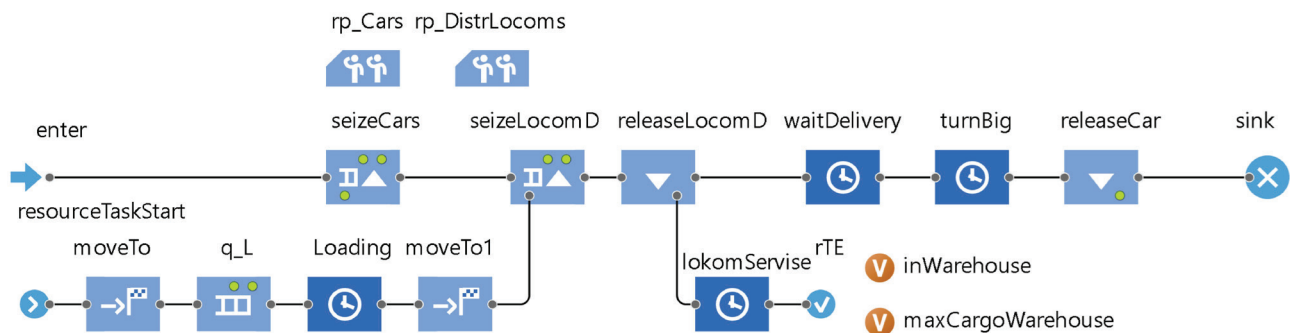 rp_Cars rp_DistrLocoms
enter seizeCars seizeLocomD releaseLocomD waitDelivery turnBig releaseCar sink
resourceTaskStart
moveTo q_L Loading moveTo1 lokomServise rTE
V inWarehouse
V maxCargoWarehouse